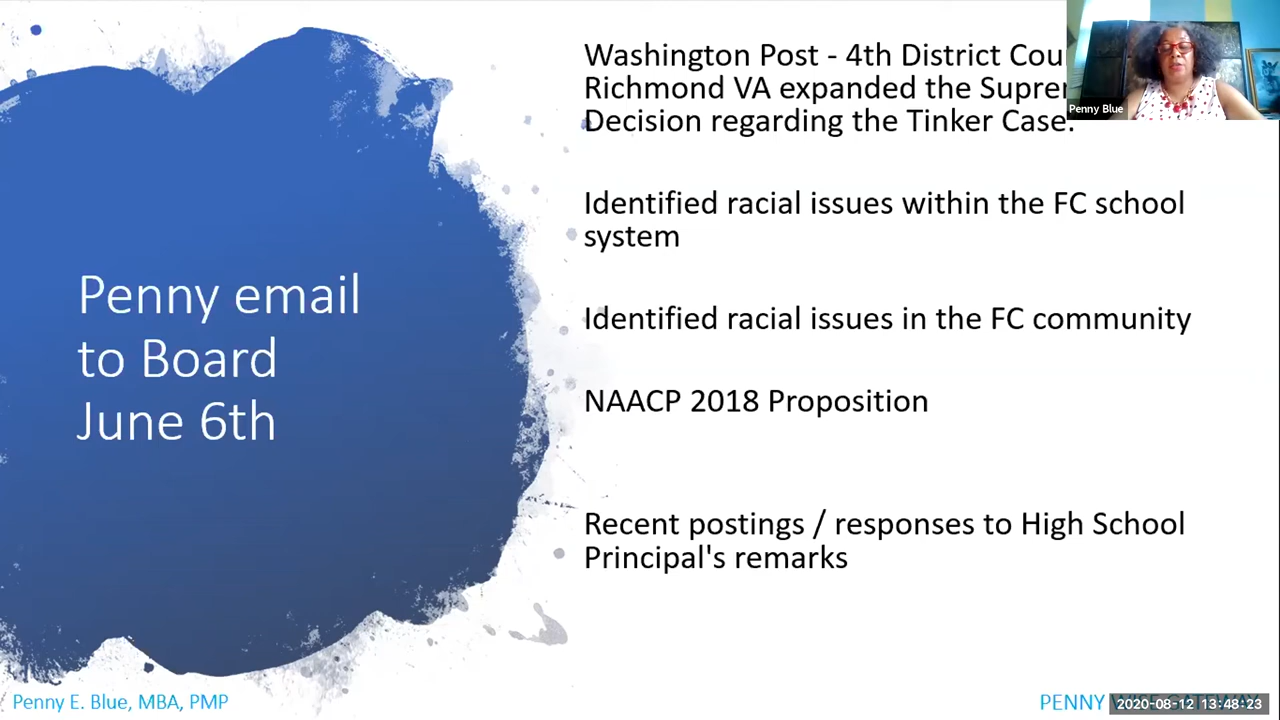 Washington Post - 4th District
Richmond VA expanded the
Decision regarding the Tinker Case.
Penny Blue
Identified racial issues within the FC school
system
Identified racial issues in the FC community
NAACP 2018 Proposition
Recent postings / responses to High School
Principal's remarks
Penny email
to Board
June 6th
Penny E. Blue, MBA, PMP
PENNY
2020-08-12 13:48:23